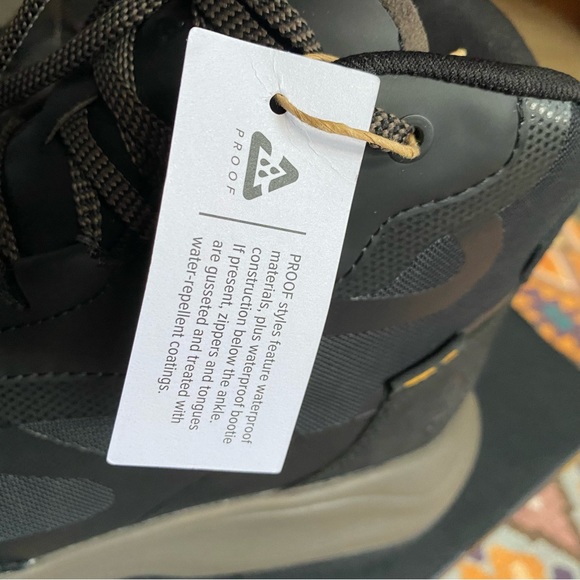 PROOF
PROOF styles feature waterproof
materials, plus waterproof bootie
construction below the ankle.
If present, zippers and tongues
are gusseted and treated with
water-repellent coatings.